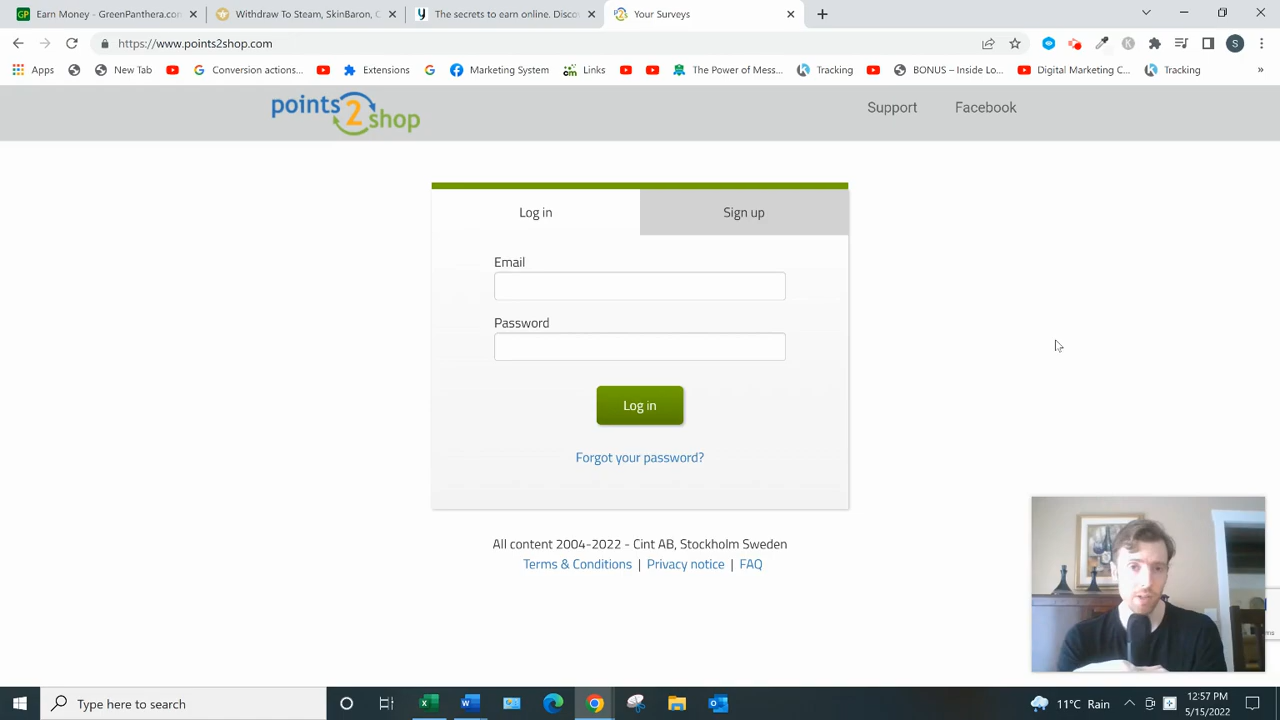 GP Earn Money - GreenPanthera.con
Withdraw To Steam, SkinBaron, C
y The secrets to earn online. Disco
Your Surveys
https://www.points2shop.com
S
Apps
New Tab
Conversion actions...
Extensions
Marketing System
Links
The Power of Mess...
Tracking
BONUS – Inside Lo...
Digital Marketing C...
Tracking
»
points2shop
Support
Facebook
Log in
Sign up
Email
Password
Log in
Forgot your password?
All content 2004-2022 - Cint AB, Stockholm Sweden
Terms & Conditions | Privacy notice | FAQ
Type here to search
11°C Rain
12:57 PM
5/15/2022